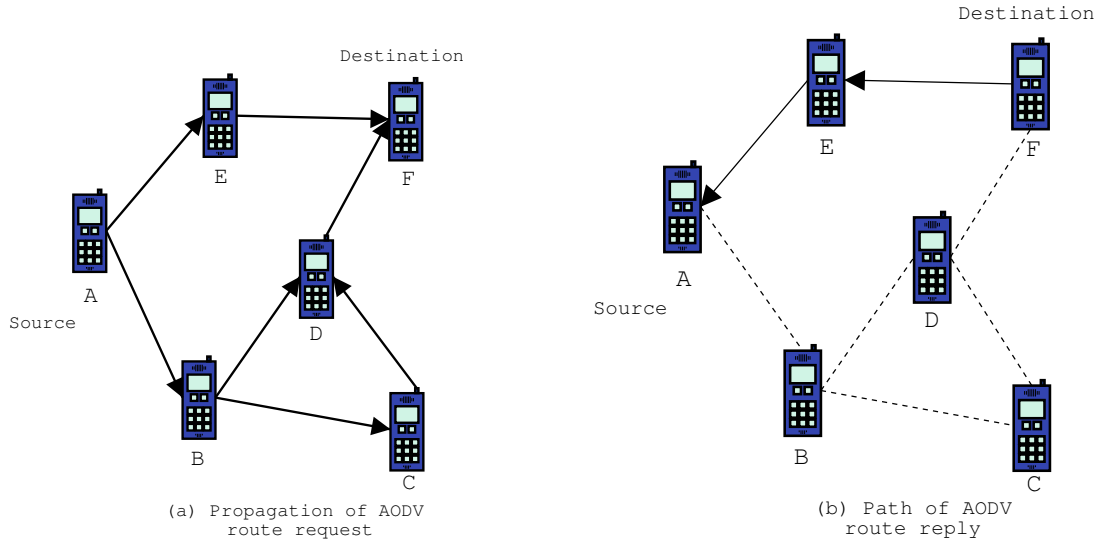 Destination
E
F
A
Source
D
B
C
(a) Propagation of AODV
route request
Destination
E
F
A
Source
D
B
C
(b) Path of AODV
route reply